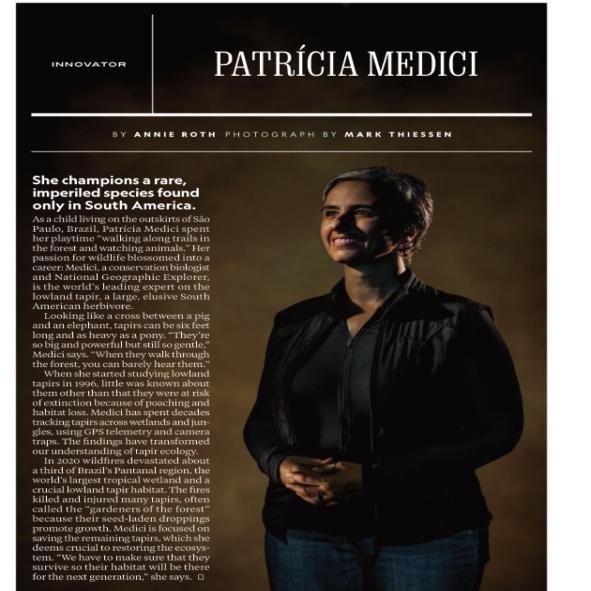 INNOVATOR
PATRÍCIA MEDICI
BY ANNIE ROTH PHOTOGRAPH BY MARK THIESSEN
She champions a rare,
imperiled species found
only in South America.
As a child living on the outskirts of São
Paulo, Brazil, Patrícia Medici spent
her playtime “walking along trails in
the forest and watching animals.” Her
passion for wildlife blossomed into a
career: Medici, a conservation biologist
and National Geographic Explorer,
is the world’s leading expert on the
lowland tapir, a large, elusive South
American herbivore.
Looking like a cross between a pig
and an elephant, tapirs can be six feet
long and as heavy as a pony. “They’re
so big and powerful but still so gentle,”
Medici says. “When they walk through
the forest, you can barely hear them.”
When she started studying lowland
tapirs in 1996, little was known about
them other than that they were at risk
of extinction because of poaching and
habitat loss. Medici has spent decades
tracking tapirs across wetlands and jun-
gles, using GPS telemetry and camera
traps. The findings have transformed
our understanding of tapir ecology.
In 2020 wildfires devastated about
a third of Brazil’s Pantanal region, the
world’s largest tropical wetland and a
crucial lowland tapir habitat. The fires
killed and injured many tapirs, often
called the “gardeners of the forest”
because their seed-laden droppings
promote growth. Medici is focused on
saving the remaining tapirs, which she
deems crucial to restoring the ecosys-
tem. “We have to make sure that they
survive so their habitat will be there
for the next generation,” she says. □